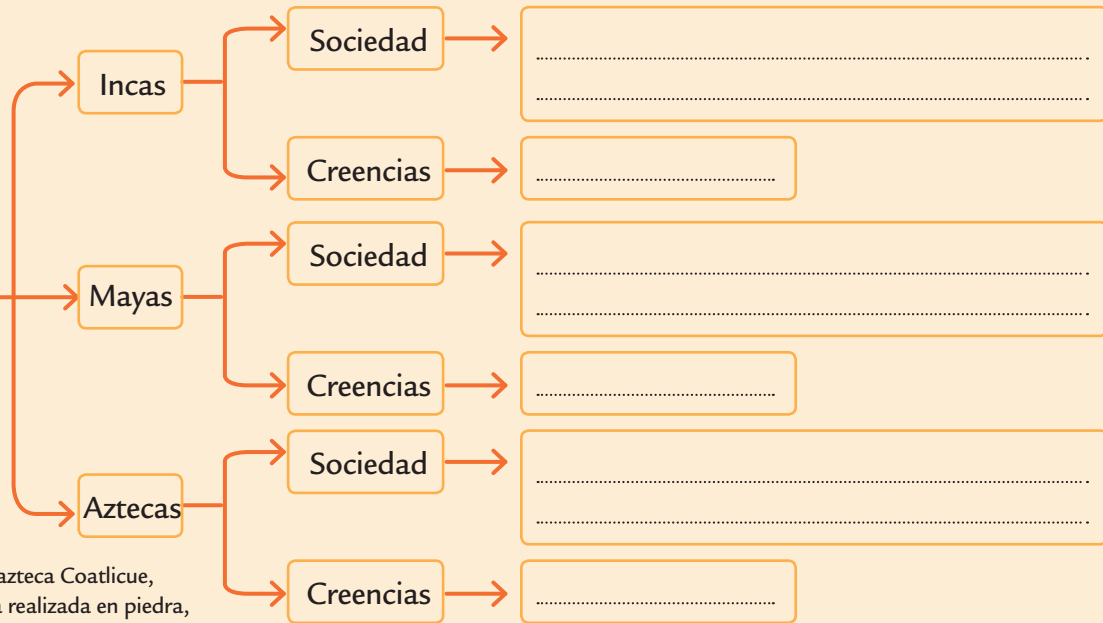 Sociedad
Incas
Creencias
Sociedad
Mayas
Creencias
Sociedad
Aztecas
Creencias
azteca Coatlicue,
realizada en piedra,